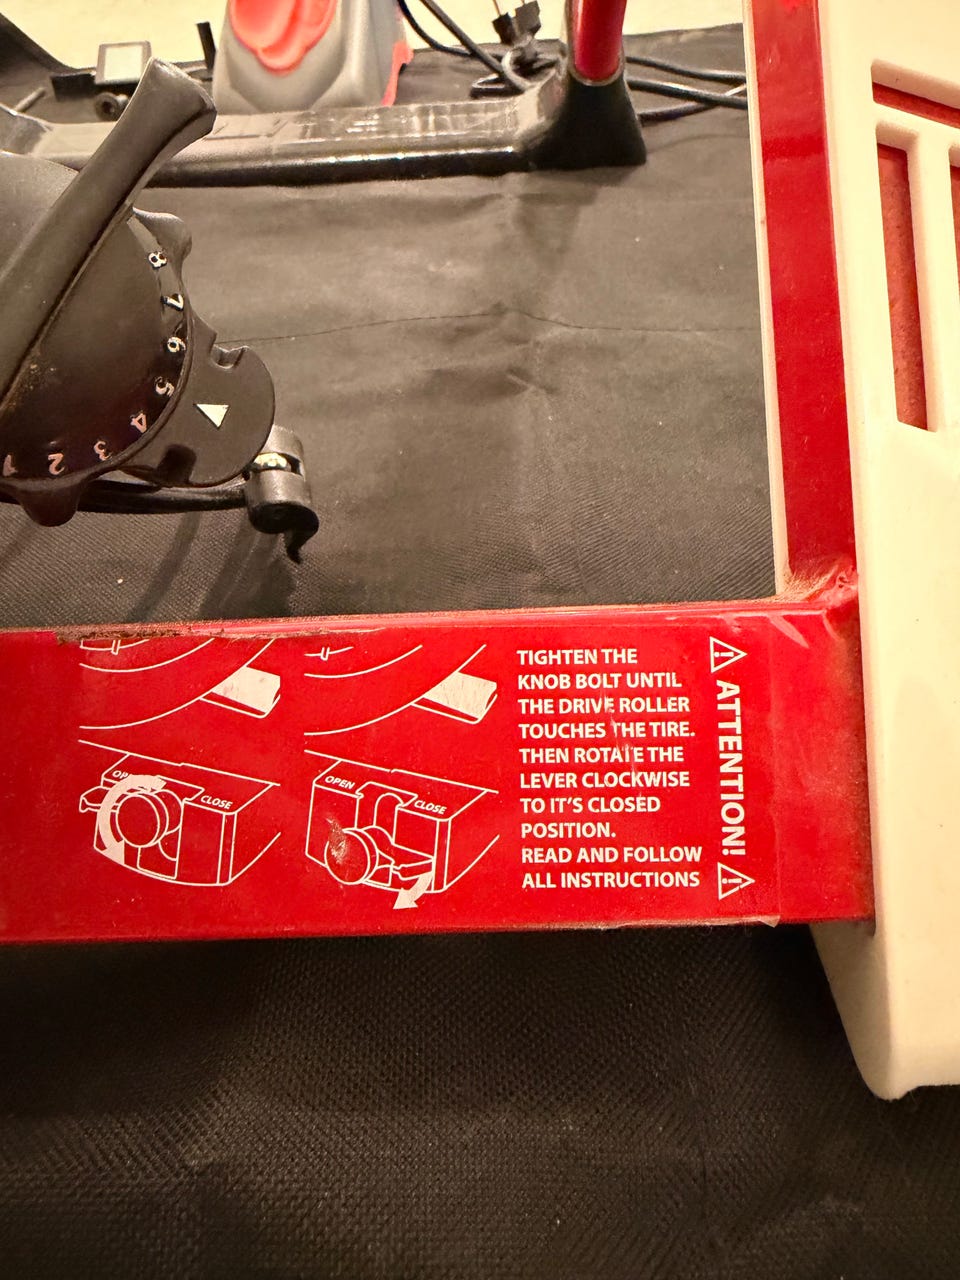 8
7
6
5
4
3
2
1
OPEN
CLOSE
TIGHTEN THE
KNOB BOLT UNTIL
THE DRIVE ROLLER
TOUCHES THE TIRE.
THEN ROTATE THE
LEVER CLOCKWISE
TO IT'S CLOSED
POSITION.
READ AND FOLLOW
ALL INSTRUCTIONS
ATTENTION!
CLOSE